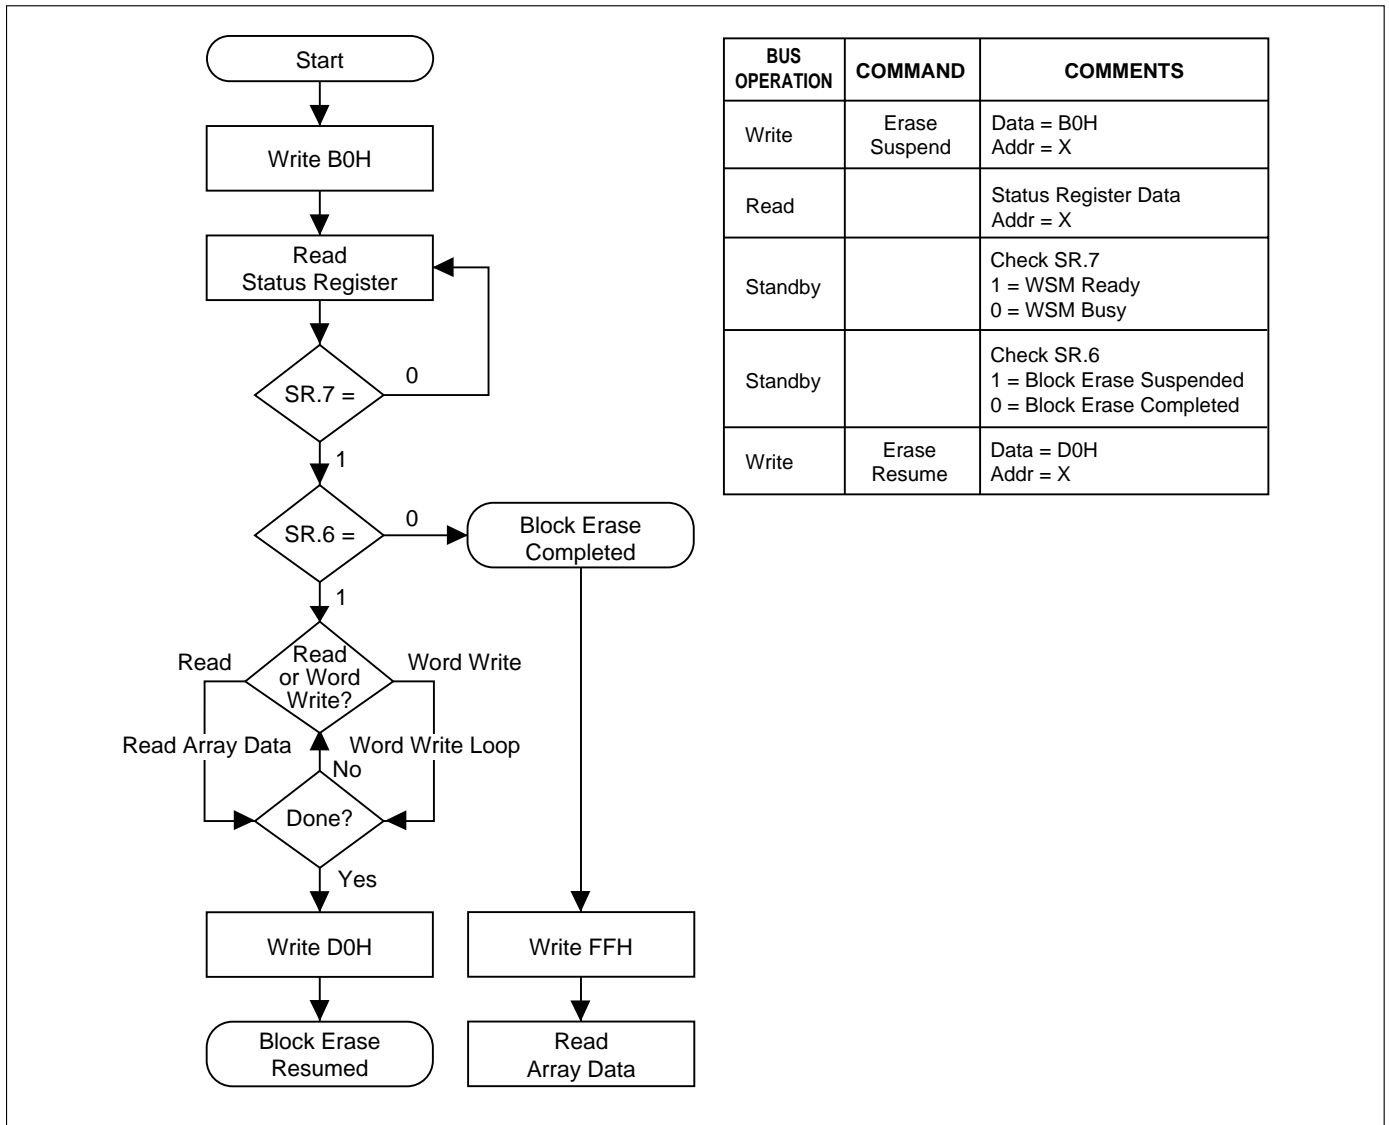 Start
Write B0H
Read
Status Register
SR.7 =
0
1
SR.6 =
0
Block Erase
Completed
1
Read
Read
or Word
Write?
Word Write
Read Array Data
Word Write Loop
No
Done?
Yes
Write D0H
Write FFH
Block Erase
Resumed
Read
Array Data
BUS
OPERATION
COMMAND
COMMENTS
Write
Erase
Suspend
Data = B0H
Addr = X
Read
Status Register Data
Addr = X
Standby
Check SR.7
1 = WSM Ready
0 = WSM Busy
Standby
Check SR.6
1 = Block Erase Suspended
0 = Block Erase Completed
Write
Erase
Resume
Data = D0H
Addr = X